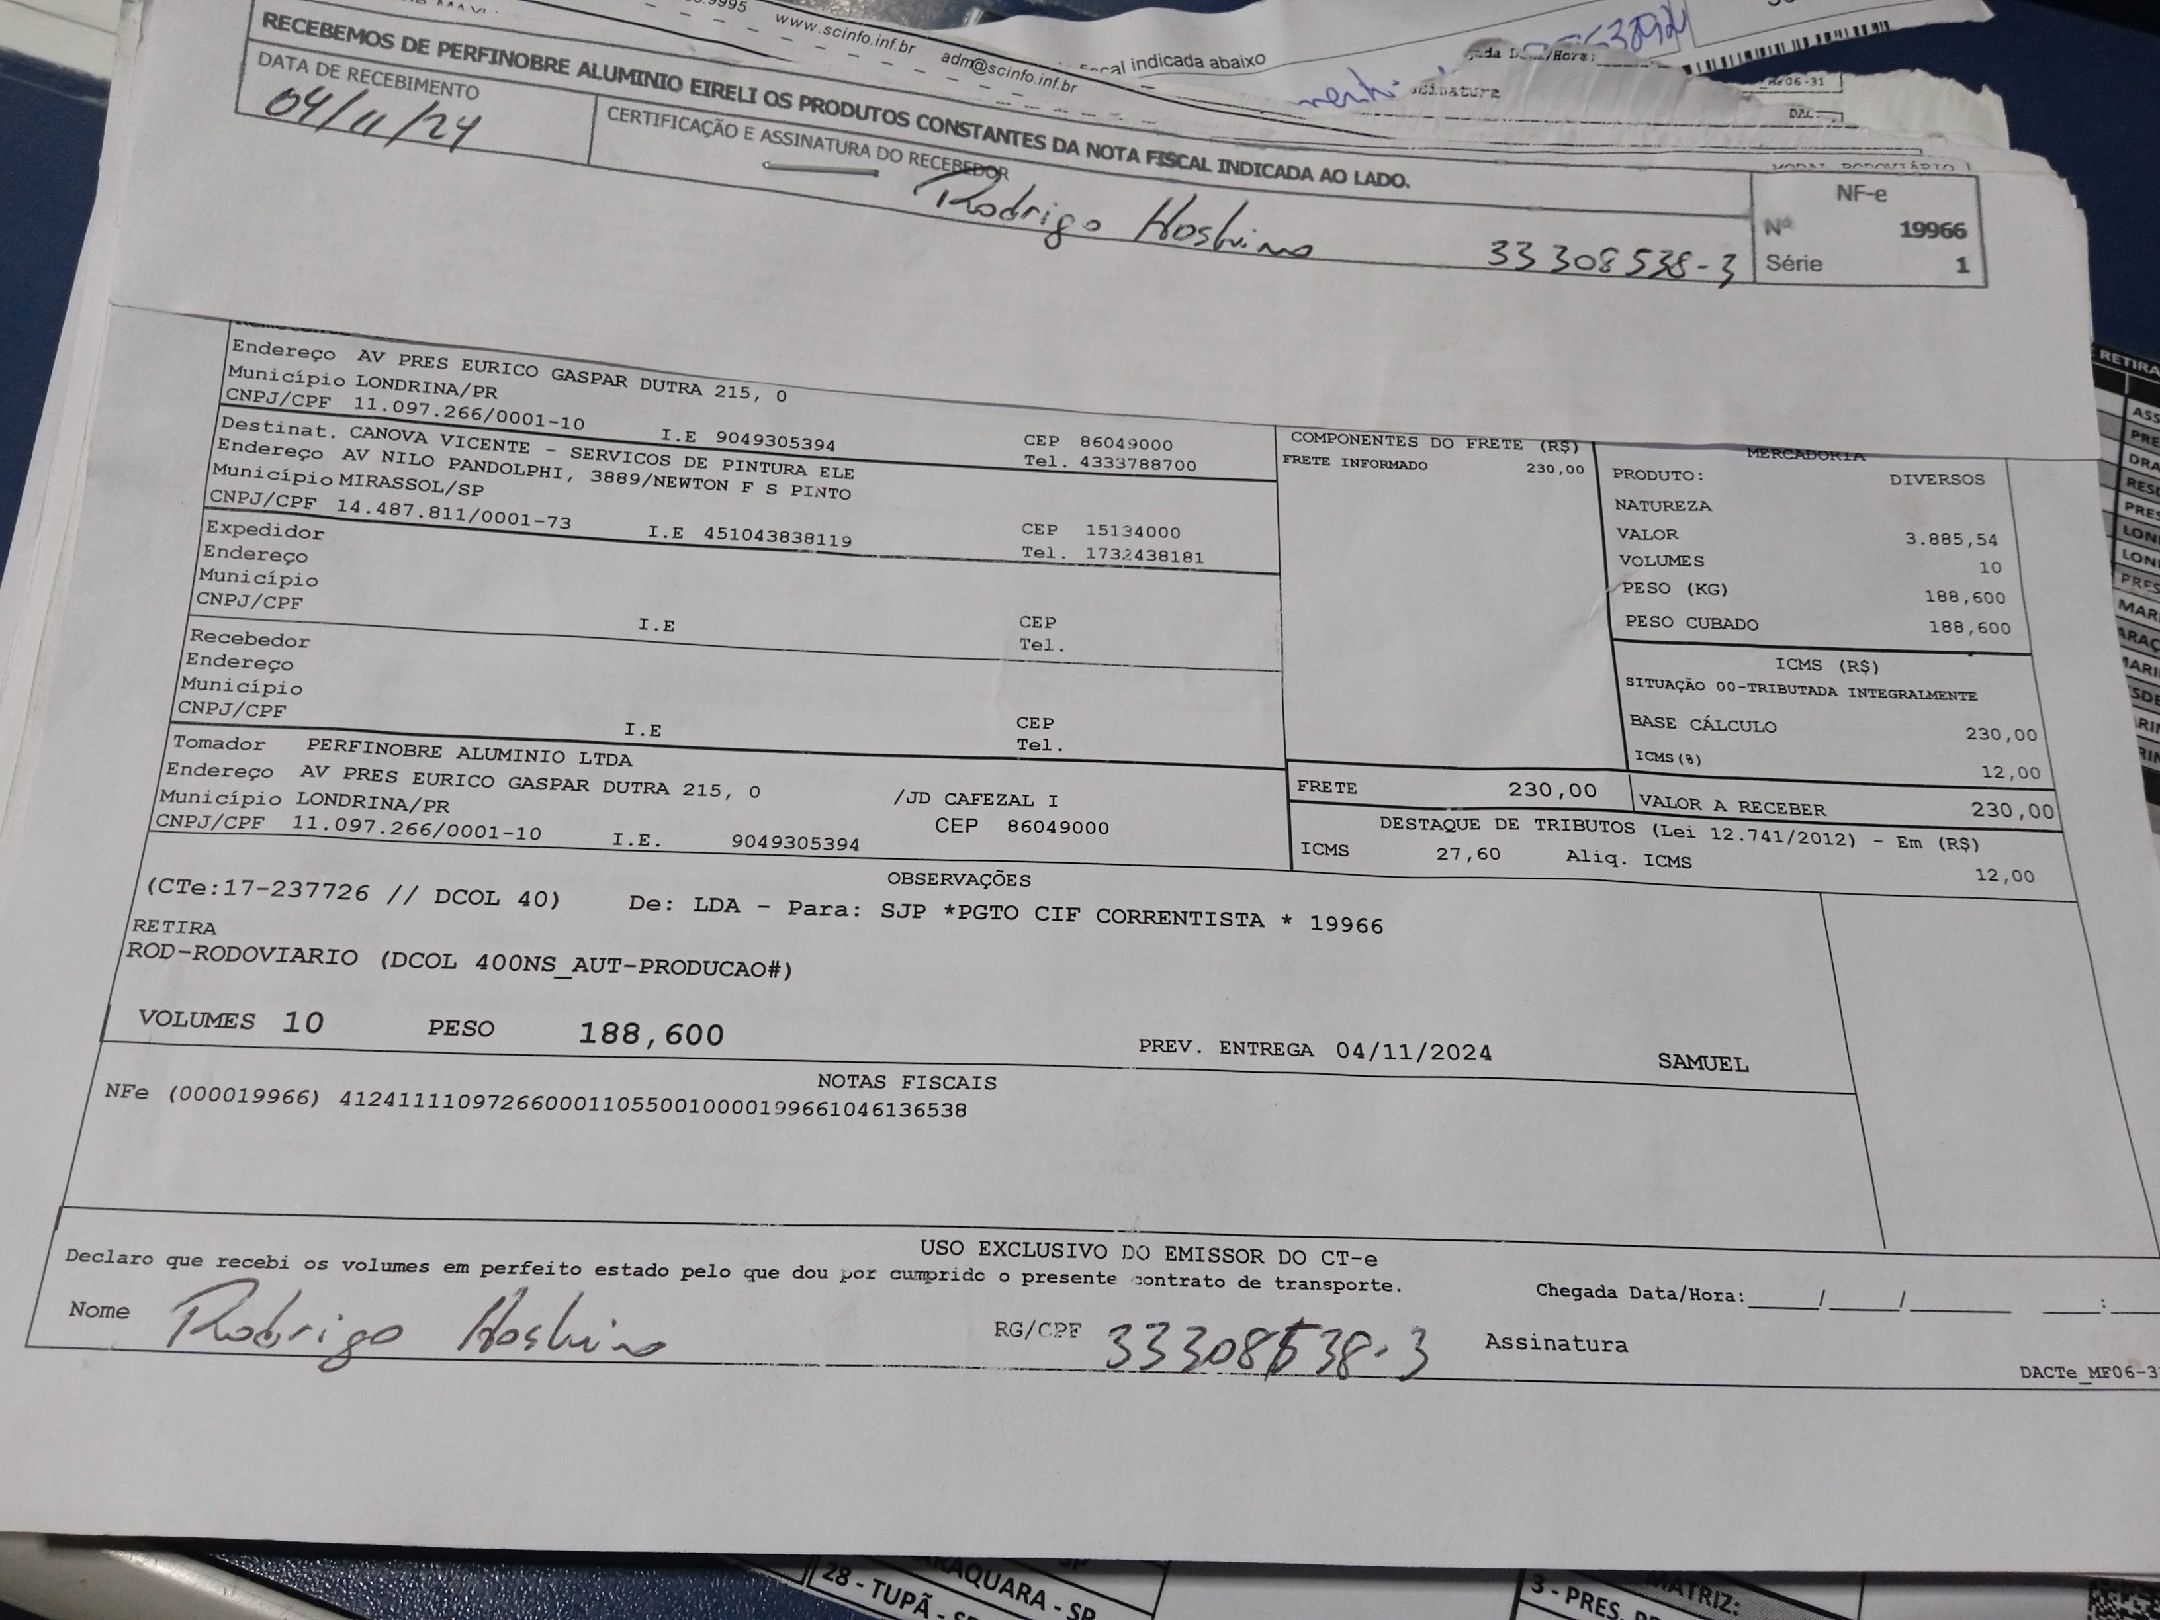 www.scinfo.inf.br
adm@scinfo.inf.br
indicada abaixo
RECEBEMOS DE PERFINOBRE ALUMINIO EIRELI OS PRODUTOS CONSTANTES DA NOTA FISCAL INDICADA AO LADO.
DATA DE RECEBIMENTO
04/11/24
CERTIFICAÇÃO E ASSINATURA DO RECEBEDOR
Rodrigo Hoshino 33308538-3
NF-e
Nº 19966
Série 1
Endereço AV PRES EURICO GASPAR DUTRA 215, 0
Município LONDRINA/PR
CNPJ/CPF 11.097.266/0001-10 I.E 9049305394 CEP 86049000
Tel. 4333788700
Destinat. CANOVA VICENTE - SERVICOS DE PINTURA ELE
Endereço AV NILO PANDOLPHI, 3889/NEWTON F S PINTO
Município MIRASSOL/SP CEP 15134000
CNPJ/CPF 14.487.811/0001-73 I.E 451043838119 Tel. 1732438181
Expedidor
Endereço
Município CEP
CNPJ/CPF I.E Tel.
Recebedor
Endereço
Município CEP
CNPJ/CPF I.E Tel.
Tomador PERFINOBRE ALUMINIO LTDA
Endereço AV PRES EURICO GASPAR DUTRA 215, 0 /JD CAFEZAL I
Município LONDRINA/PR CEP 86049000
CNPJ/CPF 11.097.266/0001-10 I.E. 9049305394
COMPONENTES DO FRETE (R$)
FRETE INFORMADO 230,00
MERCADORIA
PRODUTO: DIVERSOS
NATUREZA
VALOR 3.885,54
VOLUMES 10
PESO (KG) 188,600
PESO CUBADO 188,600
ICMS (R$)
SITUAÇÃO 00-TRIBUTADA INTEGRALMENTE
BASE CÁLCULO 230,00
ICMS(%) 12,00
FRETE 230,00 VALOR A RECEBER 230,00
DESTAQUE DE TRIBUTOS (Lei 12.741/2012) - Em (R$)
ICMS 27,60 Aliq. ICMS 12,00
OBSERVAÇÕES
(CTe:17-237726 // DCOL 40) De: LDA - Para: SJP *PGTO CIF CORRENTISTA * 19966
RETIRA
ROD-RODOVIARIO (DCOL 400NS_AUT-PRODUCAO#)
VOLUMES 10 PESO 188,600 PREV. ENTREGA 04/11/2024 SAMUEL
NOTAS FISCAIS
NFe (000019966) 41241111097266000110550010000199661046136538
USO EXCLUSIVO DO EMISSOR DO CT-e
Declaro que recebi os volumes em perfeito estado pelo que dou por cumprido o presente contrato de transporte.
Chegada Data/Hora:_____/_____/________ ____:
Nome Rodrigo Hoshino RG/CPF 33308538-3 Assinatura
DACTe_MF06-3
28 - TUPÃ - S
RAQUARA - SP
3 - PRES.
MATRIZ: